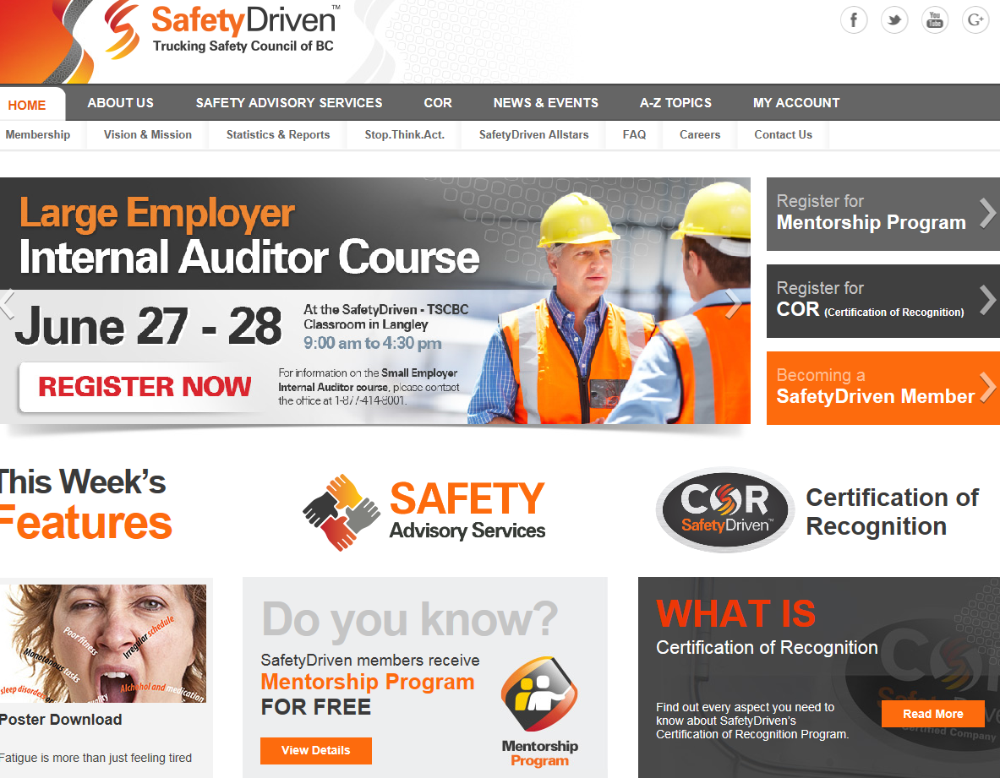 SafetyDriven™
Trucking Safety Council of BC
f
You
Tube
G+
HOME
ABOUT US
SAFETY ADVISORY SERVICES
COR
NEWS & EVENTS
A-Z TOPICS
MY ACCOUNT
Membership
Vision & Mission
Statistics & Reports
Stop.Think.Act.
SafetyDriven Allstars
FAQ
Careers
Contact Us
Large Employer
Internal Auditor Course
June 27 - 28
At the SafetyDriven - TSCBC
Classroom in Langley
9:00 am to 4:30 pm
REGISTER NOW
For information on the Small Employer
Internal Auditor course, please contact
the office at 1-877-414-8001.
Register for
Mentorship Program
Register for
COR (Certification of Recognition)
Becoming a
SafetyDriven Member
This Week's
Features
SAFETY
Advisory Services
COR
SafetyDriven™
Certification of
Recognition
Poor fitness
Irregular schedule
Monotonous tasks
sleep disorders
Alchohol and medication
Poster Download
Fatigue is more than just feeling tired
Do you know?
SafetyDriven members receive
Mentorship Program
FOR FREE
View Details
Mentorship
Program
WHAT IS
Certification of Recognition
Find out every aspect you need to
know about SafetyDriven's
Certification of Recognition Program.
Read More
Certified Company